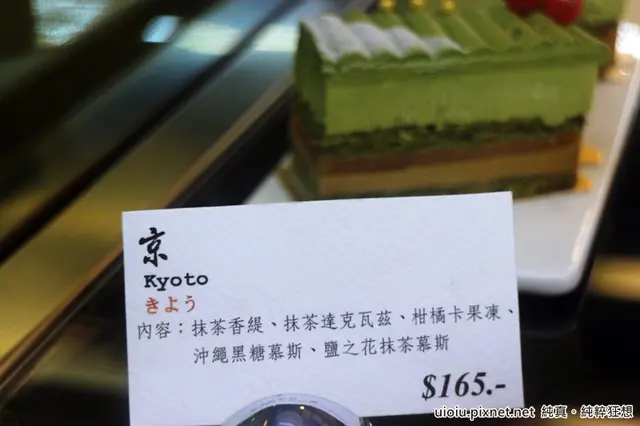 京
Kyoto
きよう
內容：抹茶香緹、抹茶達克瓦茲、柑橘卡果凍、
沖繩黑糖慕斯、鹽之花抹茶慕斯
$165.-
uioiu.pixnet.net 純真。純粹狂想